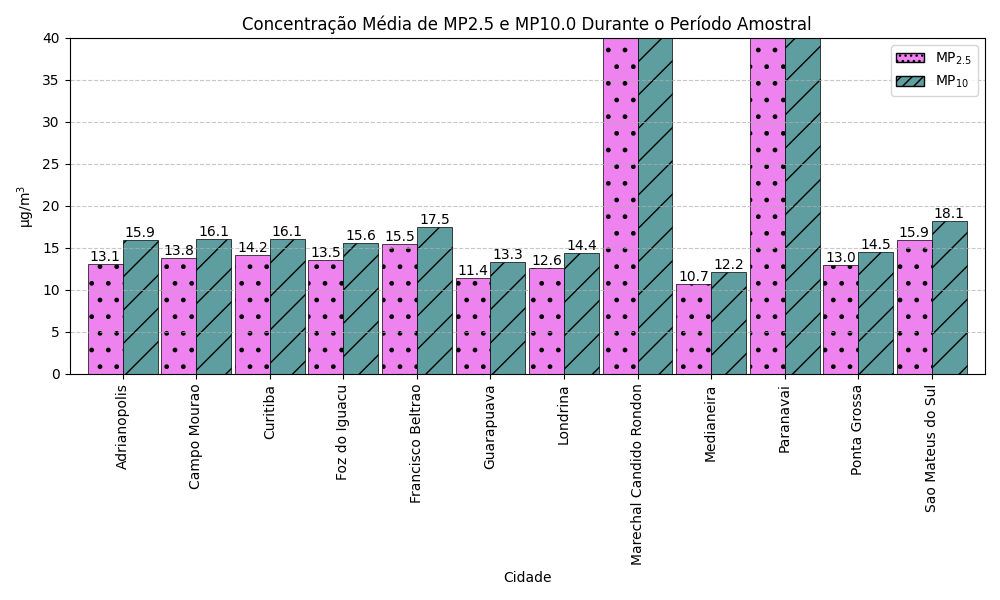 Concentração Média de MP2.5 e MP10.0 Durante o Período Amostral
µg/m³
40
35
30
25
20
15
10
5
0
MP₂.₅
MP₁₀
13.1
15.9
13.8
16.1
14.2
16.1
13.5
15.6
15.5
17.5
11.4
13.3
12.6
14.4
10.7
12.2
13.0
14.5
15.9
18.1
Adrianopolis
Campo Mourao
Curitiba
Foz do Iguacu
Francisco Beltrao
Guarapuava
Londrina
Marechal Candido Rondon
Medianeira
Paranavai
Ponta Grossa
Sao Mateus do Sul
Cidade